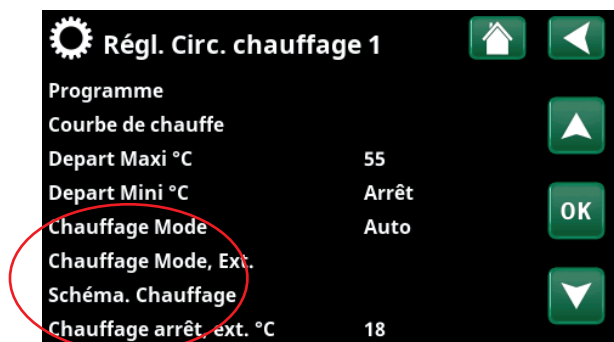 Régl. Circ. chauffage 1
Programme
Courbe de chauffe
Depart Maxi °C 55
Depart Mini °C Arrêt
Chauffage Mode Auto
OK
Chauffage Mode, Ext.
Schéma. Chauffage
Chauffage arrêt, ext. °C 18